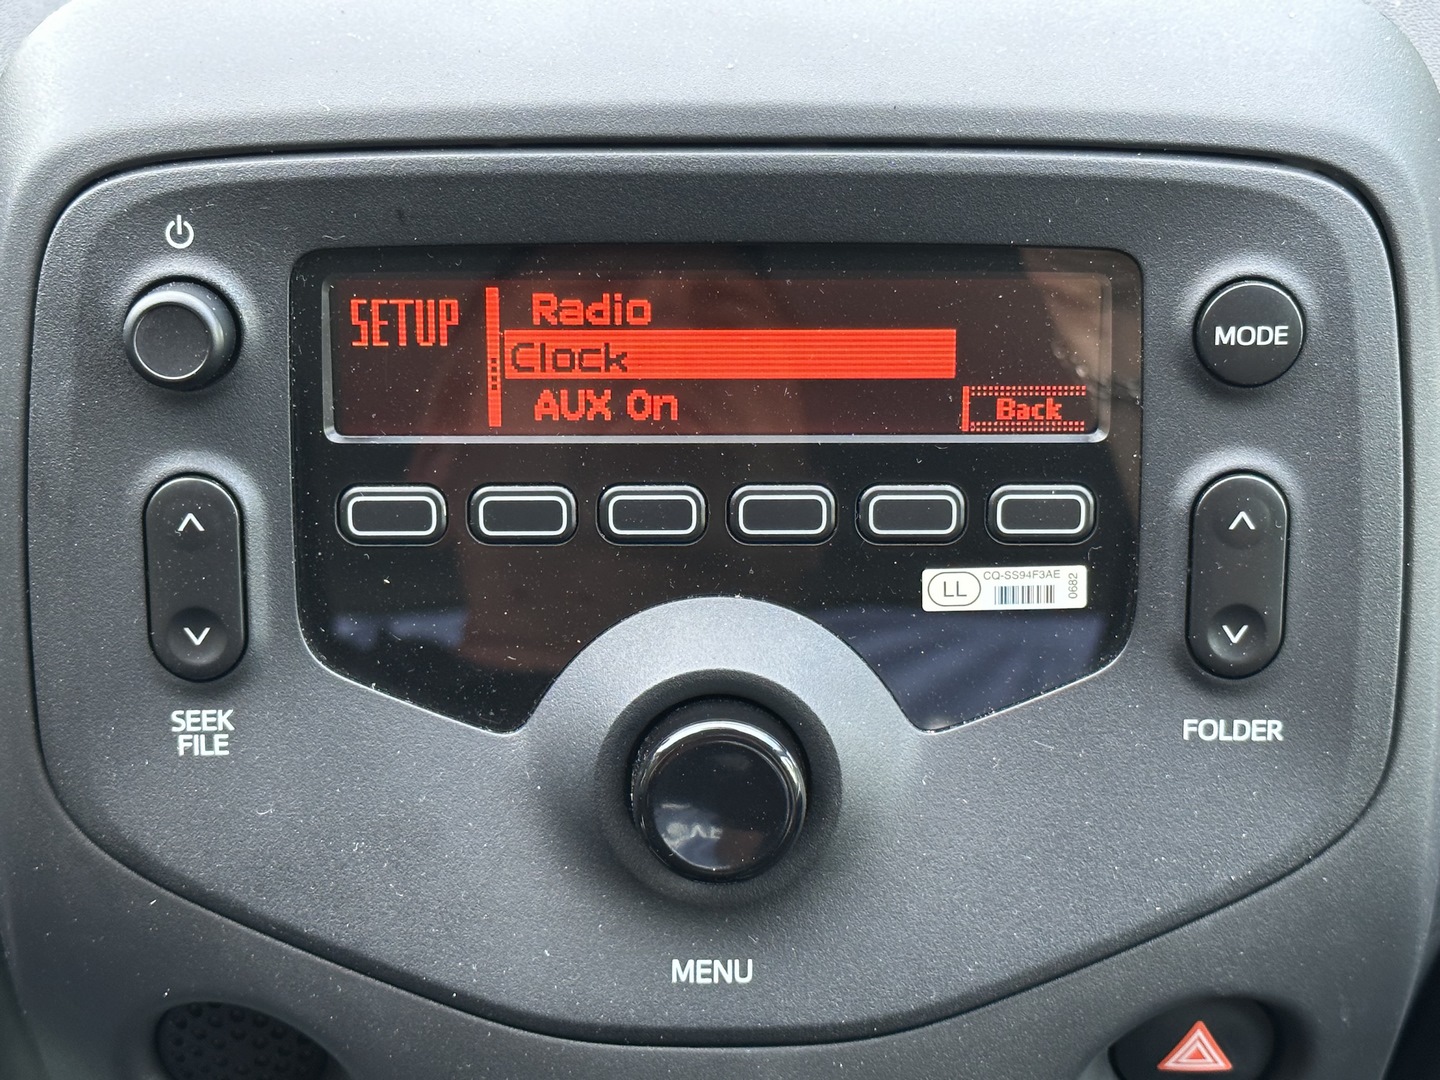 SETUP
Radio
Clock
AUX On
Back
MODE
LL
CQ-SS94F3AE
0682
SEEK
FILE
FOLDER
MENU